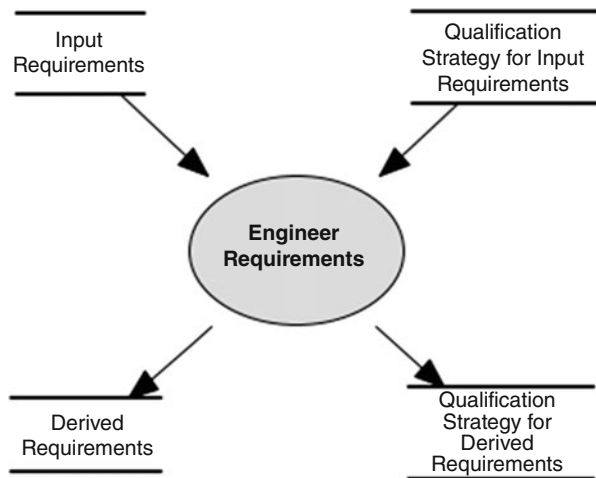 Input
Requirements
Qualification
Strategy for Input
Requirements
Engineer
Requirements
Derived
Requirements
Qualification
Strategy for
Derived
Requirements